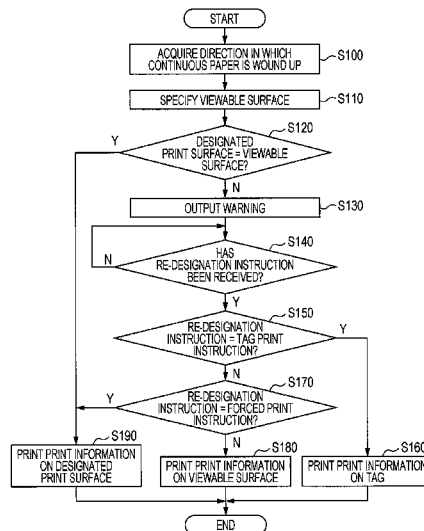 START
S100
ACQUIRE DIRECTION IN WHICH
CONTINUOUS PAPER IS WOUND UP
S110
SPECIFY VIEWABLE SURFACE
S120
DESIGNATED
PRINT SURFACE = VIEWABLE
SURFACE?
Y
N
S130
OUTPUT WARNING
S140
HAS
RE-DESIGNATION INSTRUCTION
BEEN RECEIVED?
N
Y
S150
RE-DESIGNATION
INSTRUCTION = TAG PRINT
INSTRUCTION?
Y
N
S170
RE-DESIGNATION
INSTRUCTION = FORCED PRINT
INSTRUCTION?
Y
N
S190
PRINT PRINT INFORMATION
ON DESIGNATED
PRINT SURFACE
S180
PRINT PRINT INFORMATION
ON VIEWABLE SURFACE
S160
PRINT PRINT INFORMATION
ON TAG
END